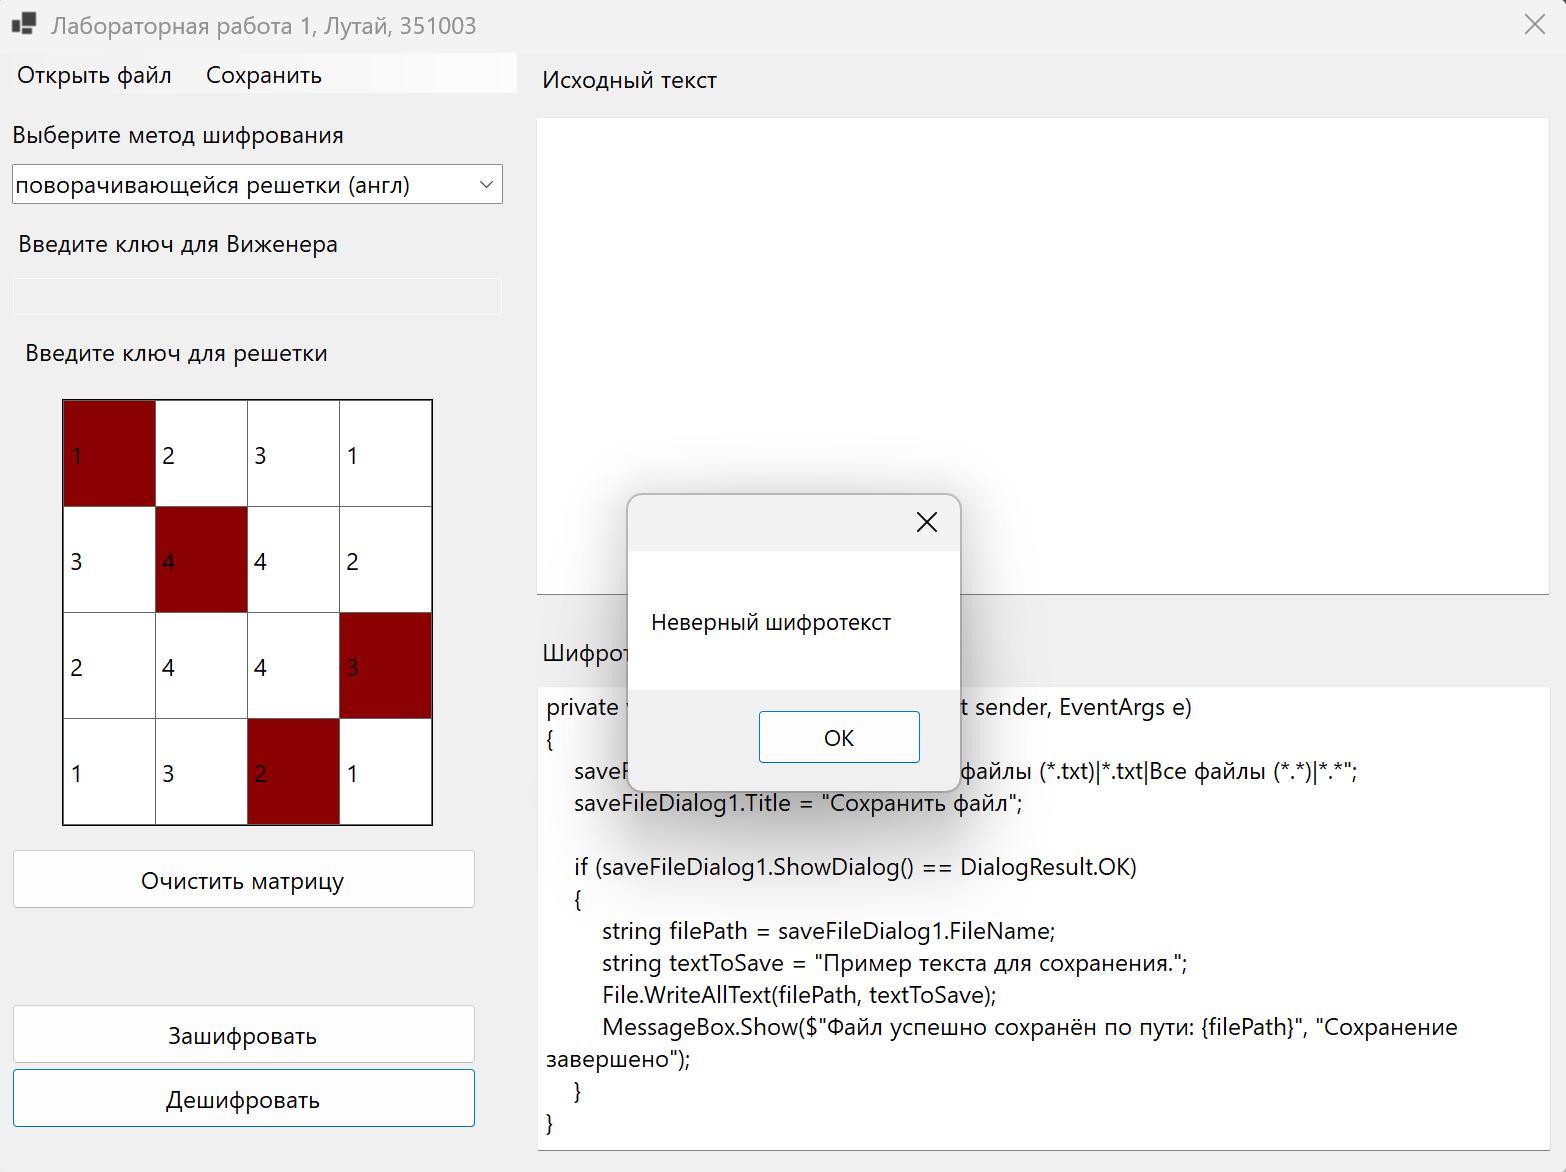 Лабораторная работа 1, Лутай, 351003
Открыть файл Сохранить
Выберите метод шифрования
поворачивающейся решетки (англ)
Введите ключ для Виженера
Введите ключ для решетки
1 2 3 1
3 4 4 2
2 4 4 3
1 3 2 1
Очистить матрицу
Зашифровать
Дешифровать
Исходный текст
Неверный шифротекст
OK
private sender, EventArgs e)
{
файлы (*.txt)|*.txt|Все файлы (*.*)|*.*";
saveFileDialog1.Title = "Сохранить файл";
if (saveFileDialog1.ShowDialog() == DialogResult.OK)
{
string filePath = saveFileDialog1.FileName;
string textToSave = "Пример текста для сохранения.";
File.WriteAllText(filePath, textToSave);
MessageBox.Show($"Файл успешно сохранён по пути: {filePath}", "Сохранение
завершено");
}
}